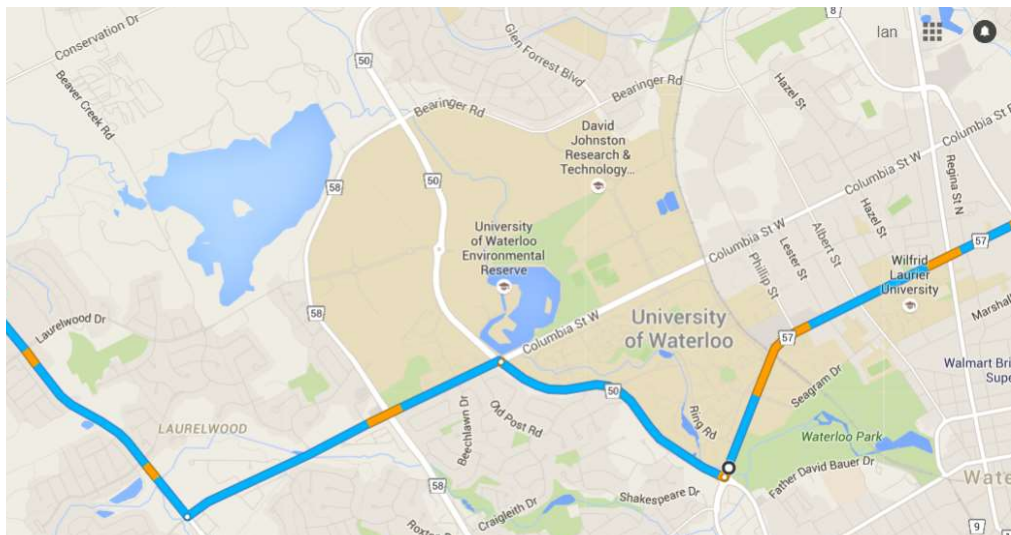 8
Ian
Conservation Dr
50
Glen Forrest Blvd
Beaver Creek Rd
Bearinger Rd
Bearinger Rd
Hazel St
David
Johnston
Research &
Technology...
Columbia St E
50
58
Columbia St W
Regina St N
University
of Waterloo
Environmental
Reserve
Columbia St W
Albert St
Hazel St
Lester St
Phillip St
57
Wilfrid
Laurier
University
58
Laurelwood Dr
Columbia St W
University
of Waterloo
57
Marshall
Walmart Bri
Supe
Seagram Dr
50
Beechlawn Dr
Old Post Rd
Ring Rd
LAURELWOOD
Waterloo Park
Father David Bauer Dr
Wate
58
Shakespeare Dr
Craigleith Dr
Roxton
9